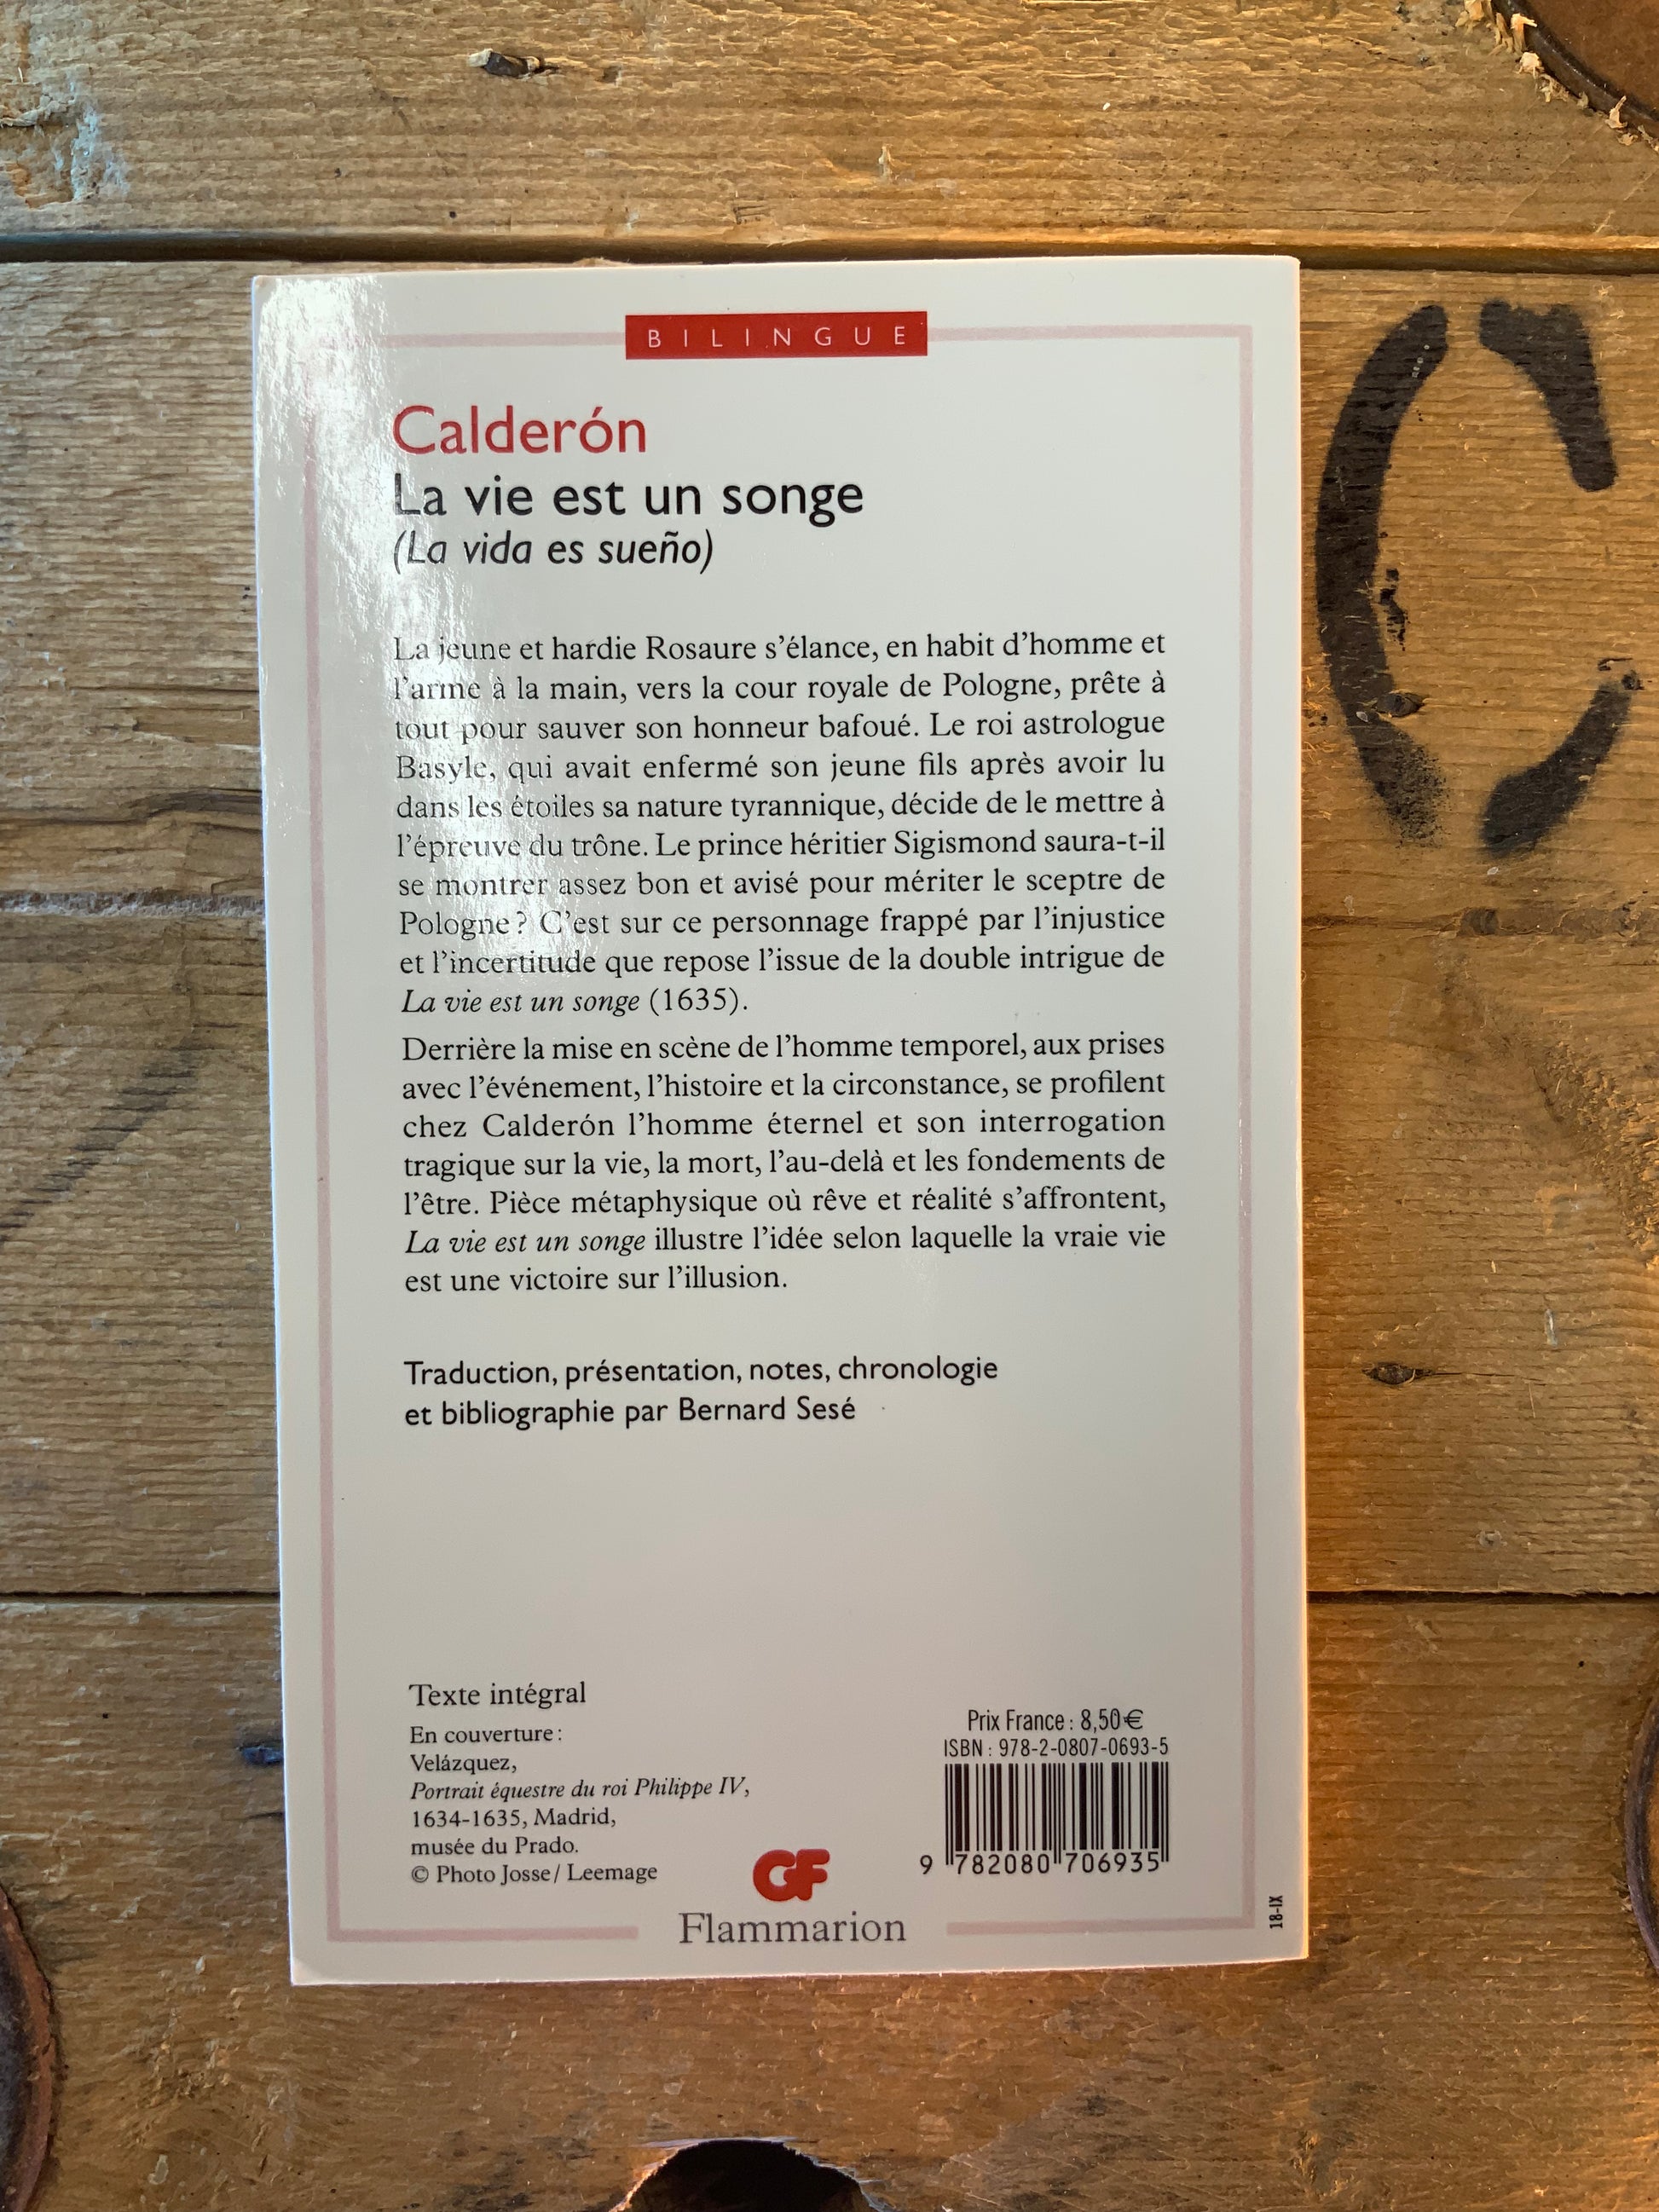 BILINGUE
Calderón
La vie est un songe
(La vida es sueño)
La jeune et hardie Rosaure s’élance, en habit d’homme et
l’arme à la main, vers la cour royale de Pologne, prête à
tout pour sauver son honneur bafoué. Le roi astrologue
Basyle, qui avait enfermé son jeune fils après avoir lu
dans les étoiles sa nature tyrannique, décide de le mettre à
l’épreuve du trône. Le prince héritier Sigismond saura-t-il
se montrer assez bon et avisé pour mériter le sceptre de
Pologne ? C’est sur ce personnage frappé par l’injustice
et l’incertitude que repose l’issue de la double intrigue de
La vie est un songe (1635).
Derrière la mise en scène de l’homme temporel, aux prises
avec l’événement, l’histoire et la circonstance, se profilent
chez Calderón l’homme éternel et son interrogation
tragique sur la vie, la mort, l’au-delà et les fondements de
l’être. Pièce métaphysique où rêve et réalité s’affrontent,
La vie est un songe illustre l’idée selon laquelle la vraie vie
est une victoire sur l’illusion.
Traduction, présentation, notes, chronologie
et bibliographie par Bernard Sesé
Texte intégral
En couverture :
Velázquez,
Portrait équestre du roi Philippe IV,
1634-1635, Madrid,
musée du Prado.
© Photo Josse / Leemage
GF
Flammarion
Prix France : 8,50 €
ISBN : 978-2-0807-0693-5
9 782080 706935
18-IX